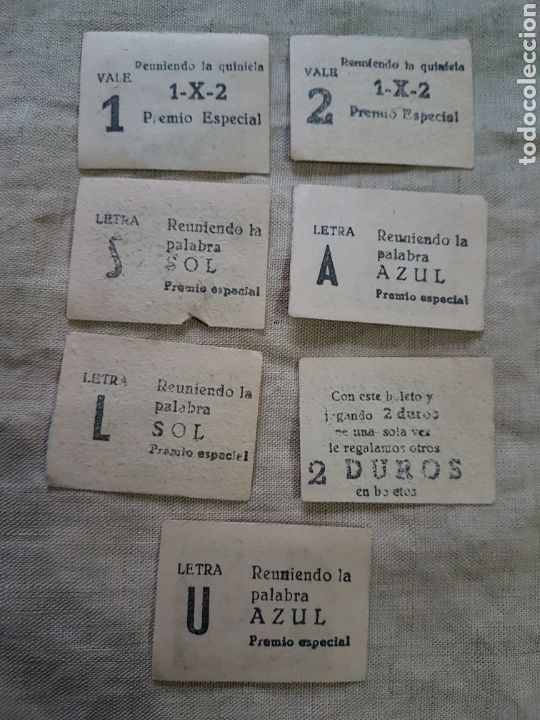 Reuniendo la quiniela
VALE
1-X-2
1
Premio Especial
Reuniendo la quiniela
VALE
1-X-2
2
Premio Especial
LETRA
Reuniendo la
palabra
S
SOL
Premio especial
LETRA
Reuniendo la
palabra
A
AZUL
Premio especial
LETRA
Reuniendo la
palabra
L
SOL
Premio especial
Con este boleto y
jugando 2 duros
de una sola vez
le regalamos otros
2 DUROS
en boletos
LETRA
Reuniendo la
palabra
U
AZUL
Premio especial
todocoleccion